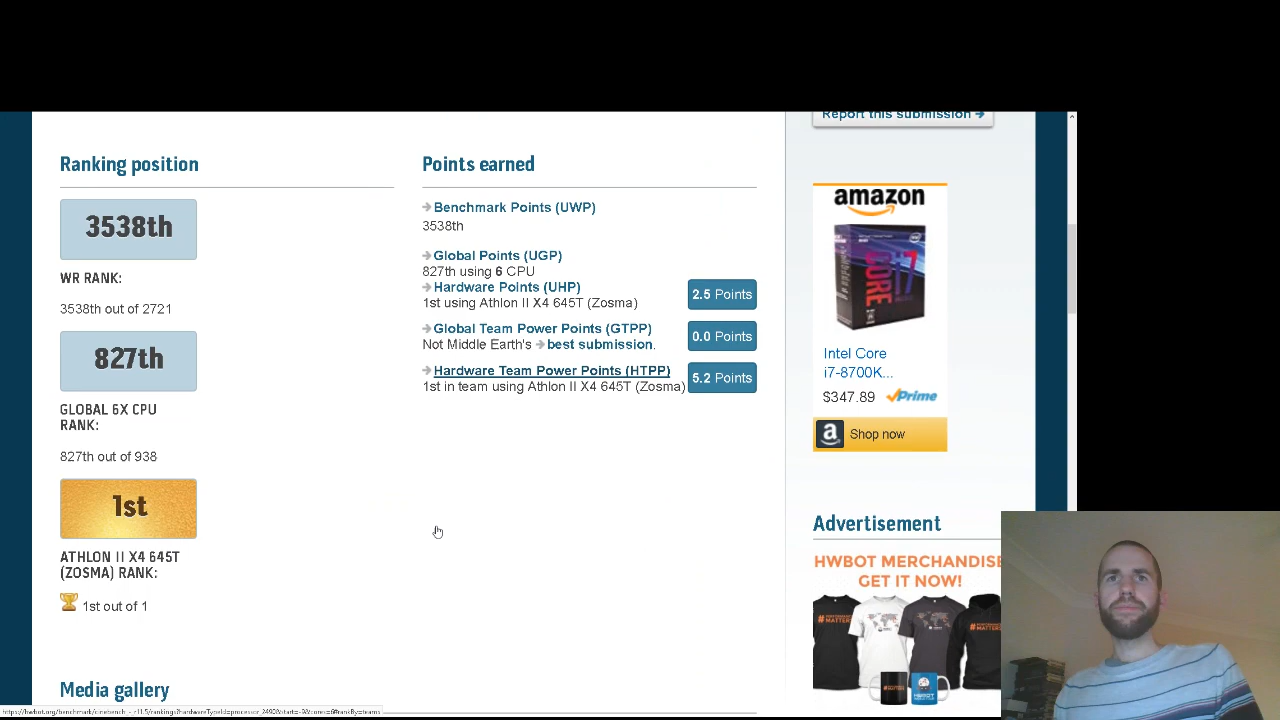 Report this submission
Ranking position
3538th
WR RANK:
3538th out of 2721
827th
GLOBAL 6X CPU
RANK:
827th out of 938
1st
ATHLON II X4 645T
(ZOSMA) RANK:
1st out of 1
Media gallery
Points earned
Benchmark Points (UWP)
3538th
Global Points (UGP)
827th using 6 CPU
Hardware Points (UHP)
1st using Athlon II X4 645T (Zosma)
2.5 Points
Global Team Power Points (GTPP)
Not Middle Earth's best submission.
0.0 Points
Hardware Team Power Points (HTPP)
1st in team using Athlon II X4 645T (Zosma)
5.2 Points
amazon
CORE i7
Intel Core
i7-8700K...
$347.89 Prime
a Shop now
Advertisement
HWBOT MERCHANDISE
GET IT NOW!